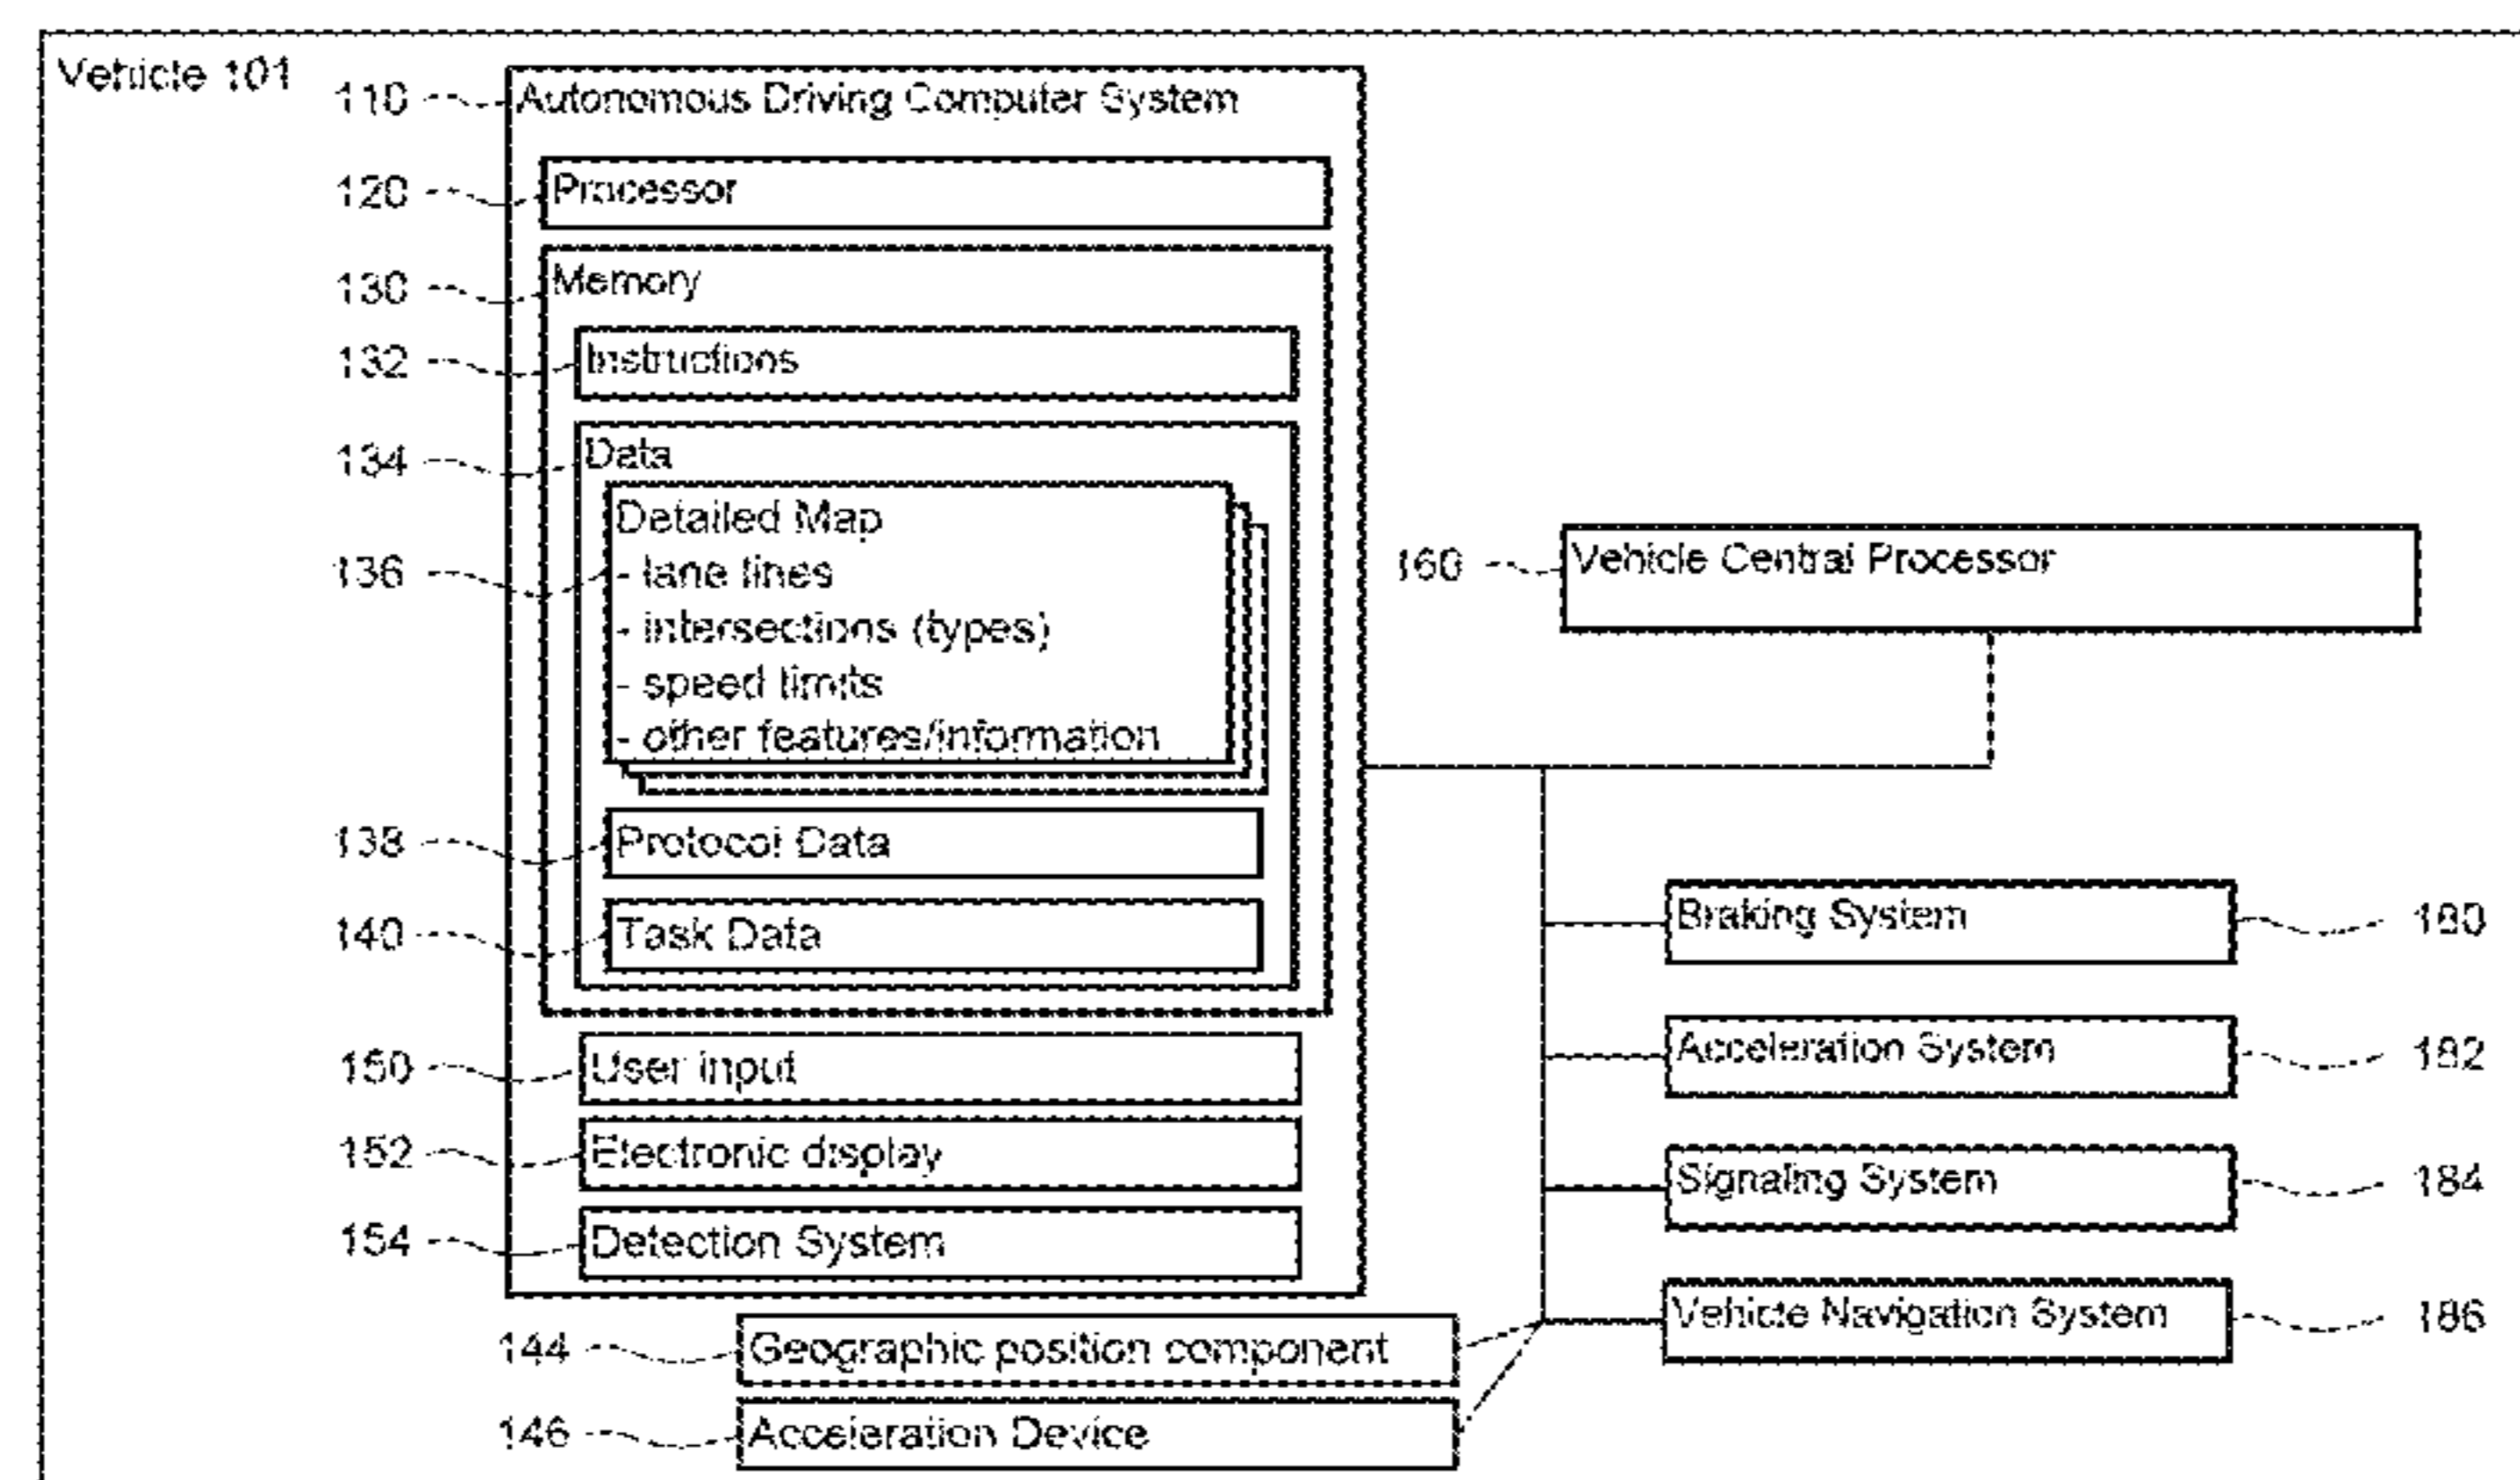 Vehicle 101
110 Autonomous Driving Computer System
120 Processor
130 Memory
132 Instructions
134 Data
Detailed Map
136 - lane lines
- intersections (types)
- speed limits
- other features/information
138 Protocol Data
140 Task Data
150 User input
152 Electronic display
154 Detection System
144 Geographic position component
146 Acceleration Device
160 Vehicle Central Processor
Braking System 180
Acceleration System 182
Signaling System 184
Vehicle Navigation System 186